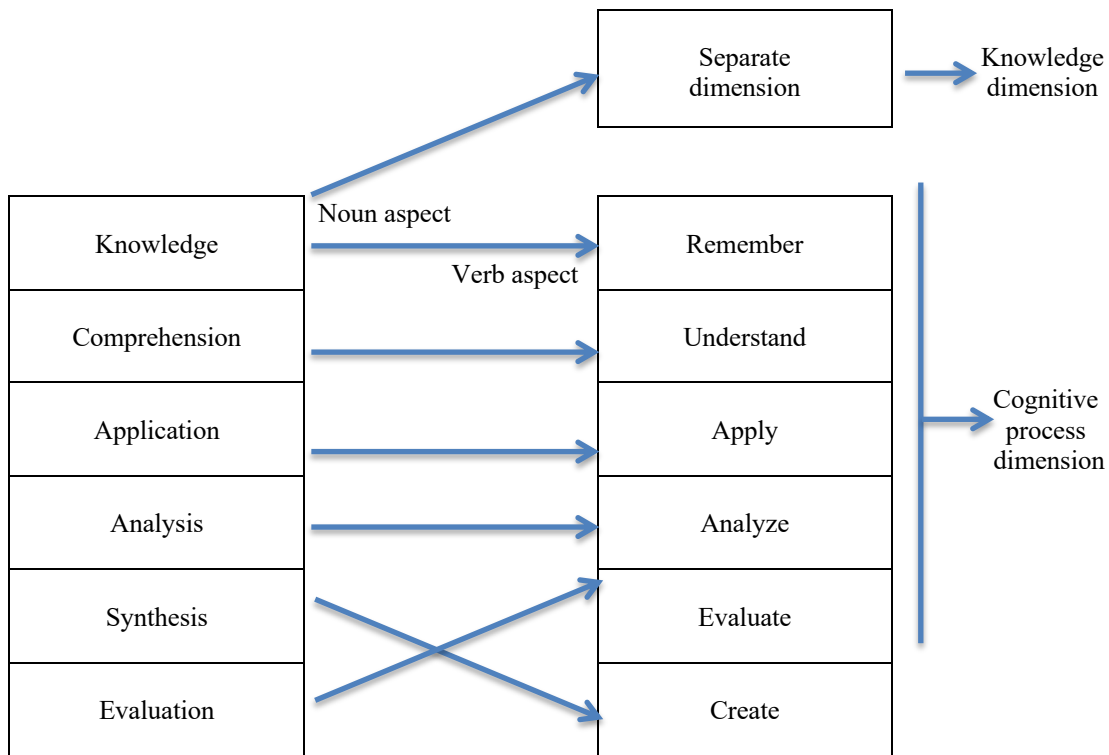 Separate
dimension
Knowledge
dimension
Noun aspect
Knowledge
Remember
Verb aspect
Comprehension
Understand
Application
Apply
Cognitive
process
dimension
Analysis
Analyze
Synthesis
Evaluate
Evaluation
Create